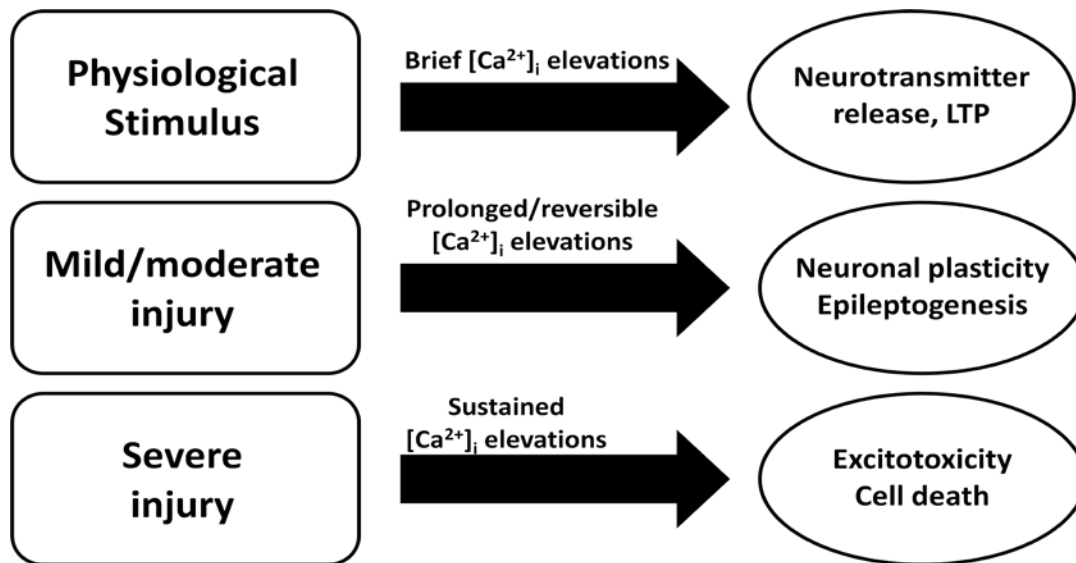 Physiological
Stimulus
Brief [Ca²⁺]ᵢ elevations
Neurotransmitter
release, LTP
Mild/moderate
injury
Prolonged/reversible
[Ca²⁺]ᵢ elevations
Neuronal plasticity
Epileptogenesis
Severe
injury
Sustained
[Ca²⁺]ᵢ elevations
Excitotoxicity
Cell death